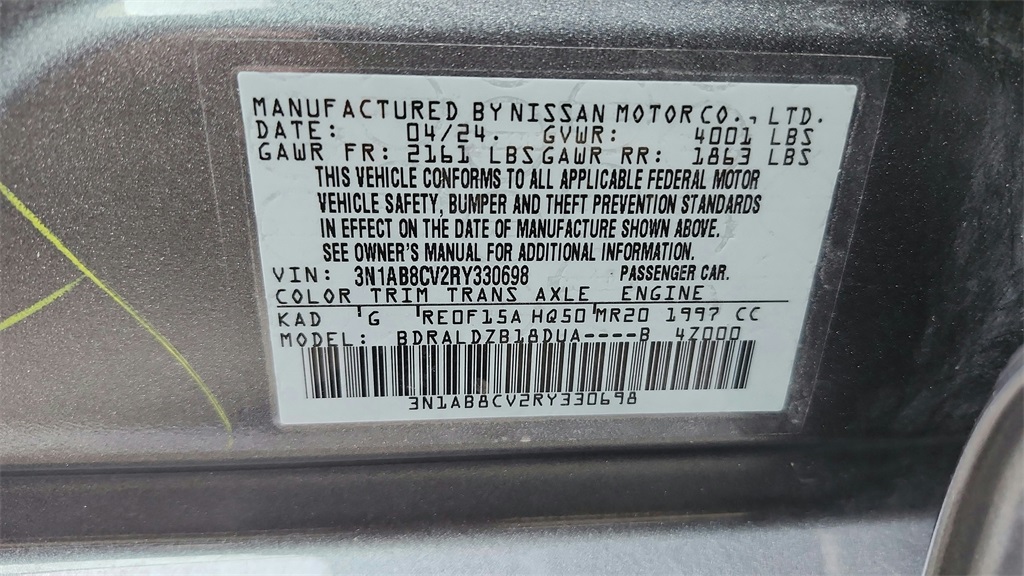 MANUFACTURED BY NISSAN MOTOR CO., LTD.
DATE: 04/24. GVWR: 4001 LBS
GAWR FR: 2161 LBS GAWR RR: 1863 LBS
THIS VEHICLE CONFORMS TO ALL APPLICABLE FEDERAL MOTOR
VEHICLE SAFETY, BUMPER AND THEFT PREVENTION STANDARDS
IN EFFECT ON THE DATE OF MANUFACTURE SHOWN ABOVE.
SEE OWNER'S MANUAL FOR ADDITIONAL INFORMATION.
VIN: 3N1AB8CV2RY330698 PASSENGER CAR.
COLOR TRIM TRANS AXLE ENGINE
KAD G RE0F15A HQ50 MR20 1997 CC
MODEL: BDRALDZB18DUA----B 4Z000
3N1AB8CV2RY330698